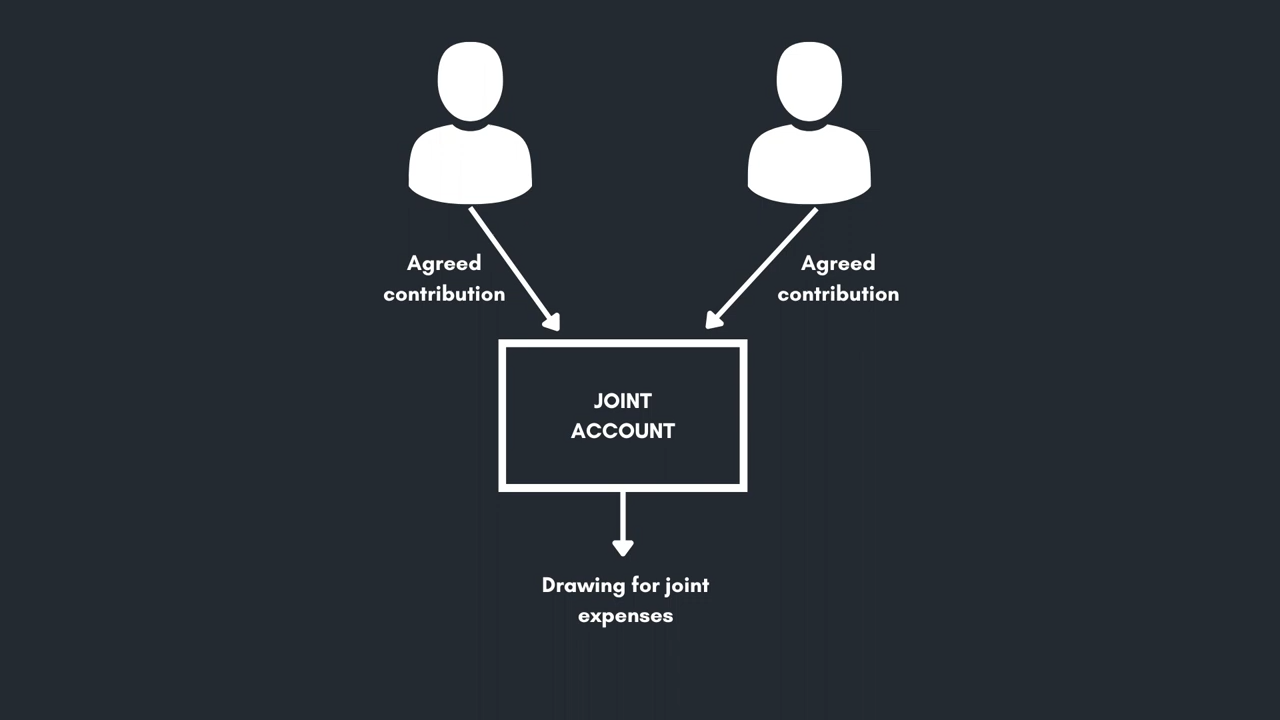 Agreed
contribution
Agreed
contribution
JOINT
ACCOUNT
Drawing for joint
expenses